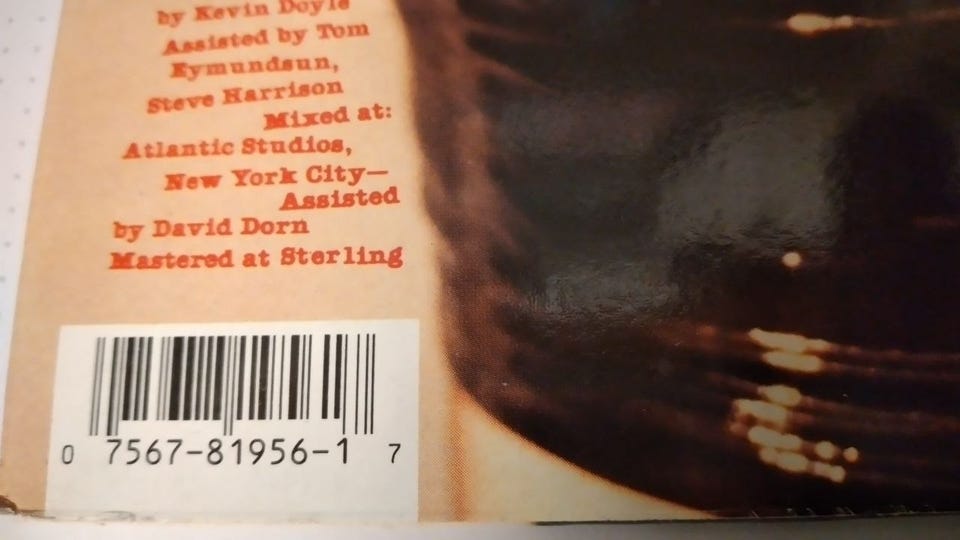 by Kevin Doyle
Assisted by Tom
Eymundsun,
Steve Harrison
Mixed at:
Atlantic Studios,
New York City—
Assisted
by David Dorn
Mastered at Sterling
0 7567-81956-1 7